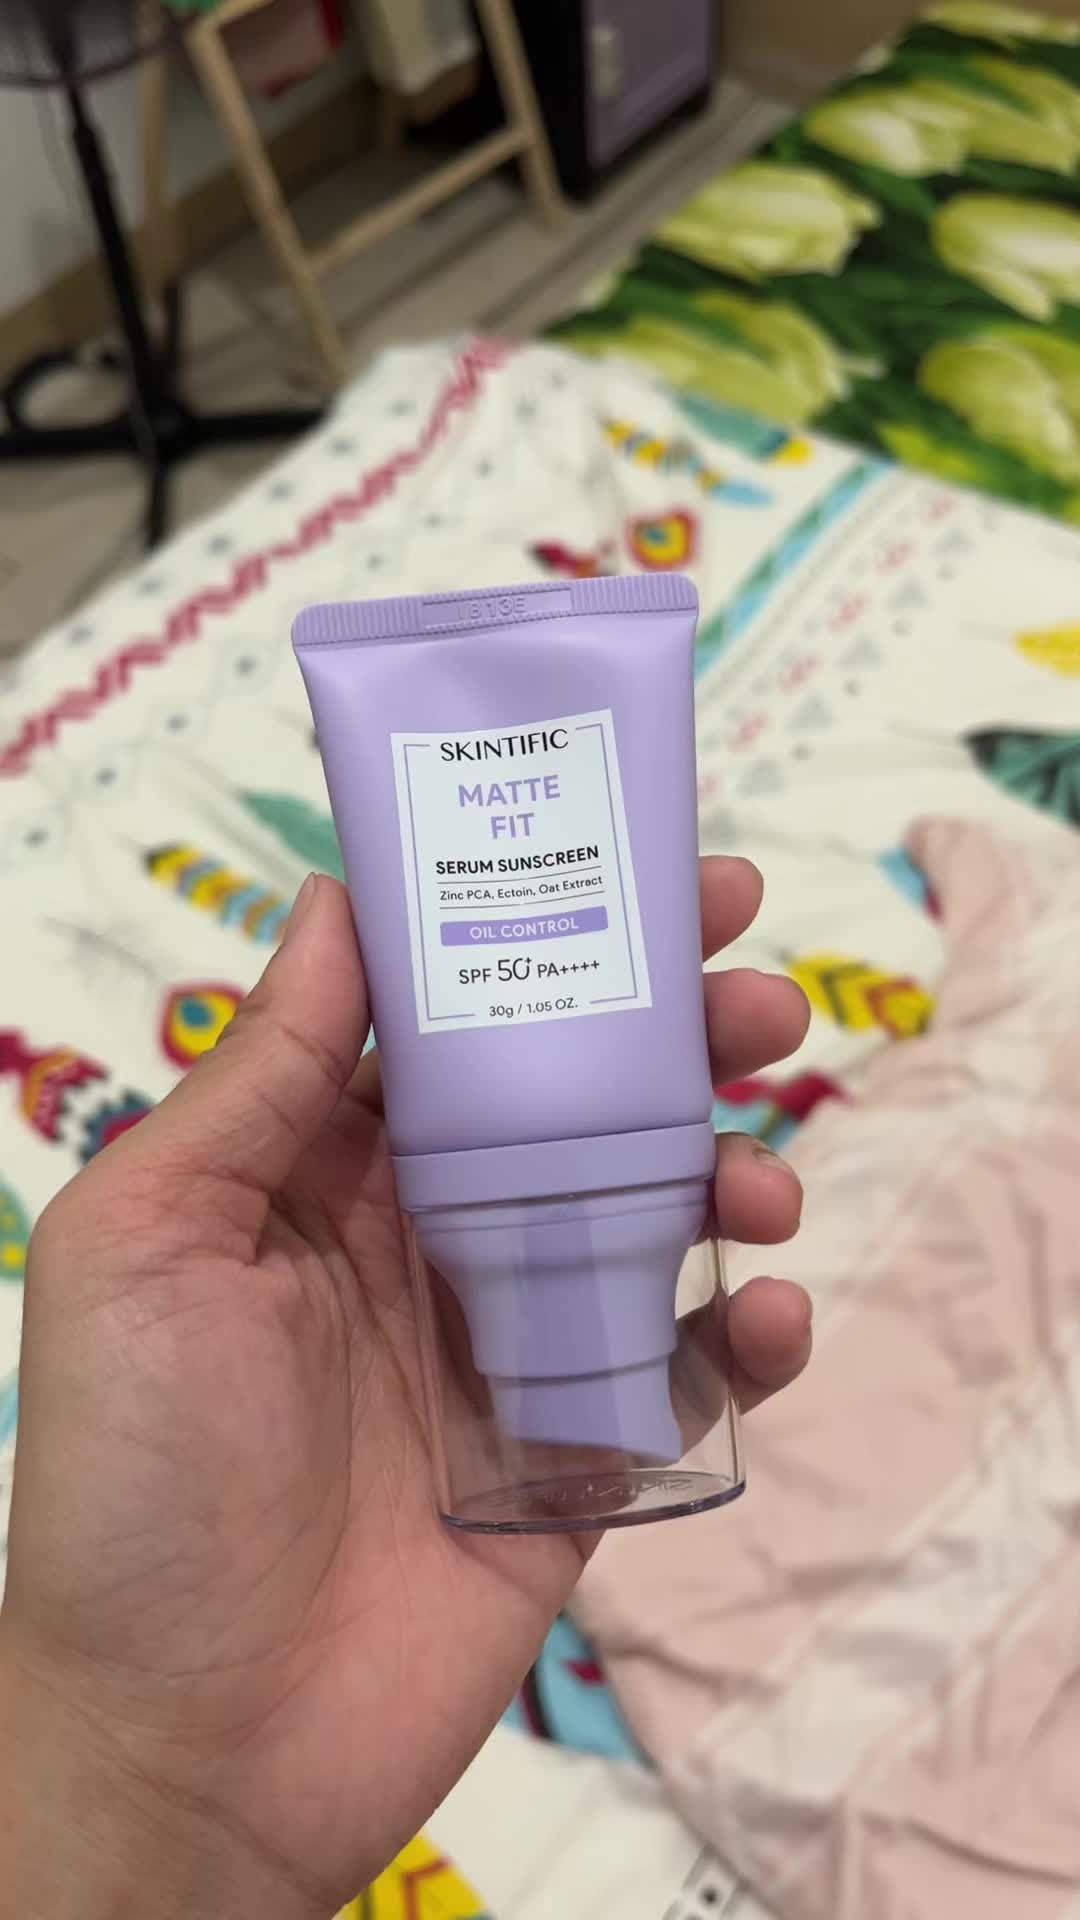 SKINTIFIC
MATTE
FIT
SERUM SUNSCREEN
Zinc PCA, Ectoin, Oat Extract
OIL CONTROL
SPF 50+ PA++++
30g / 1.05 OZ.